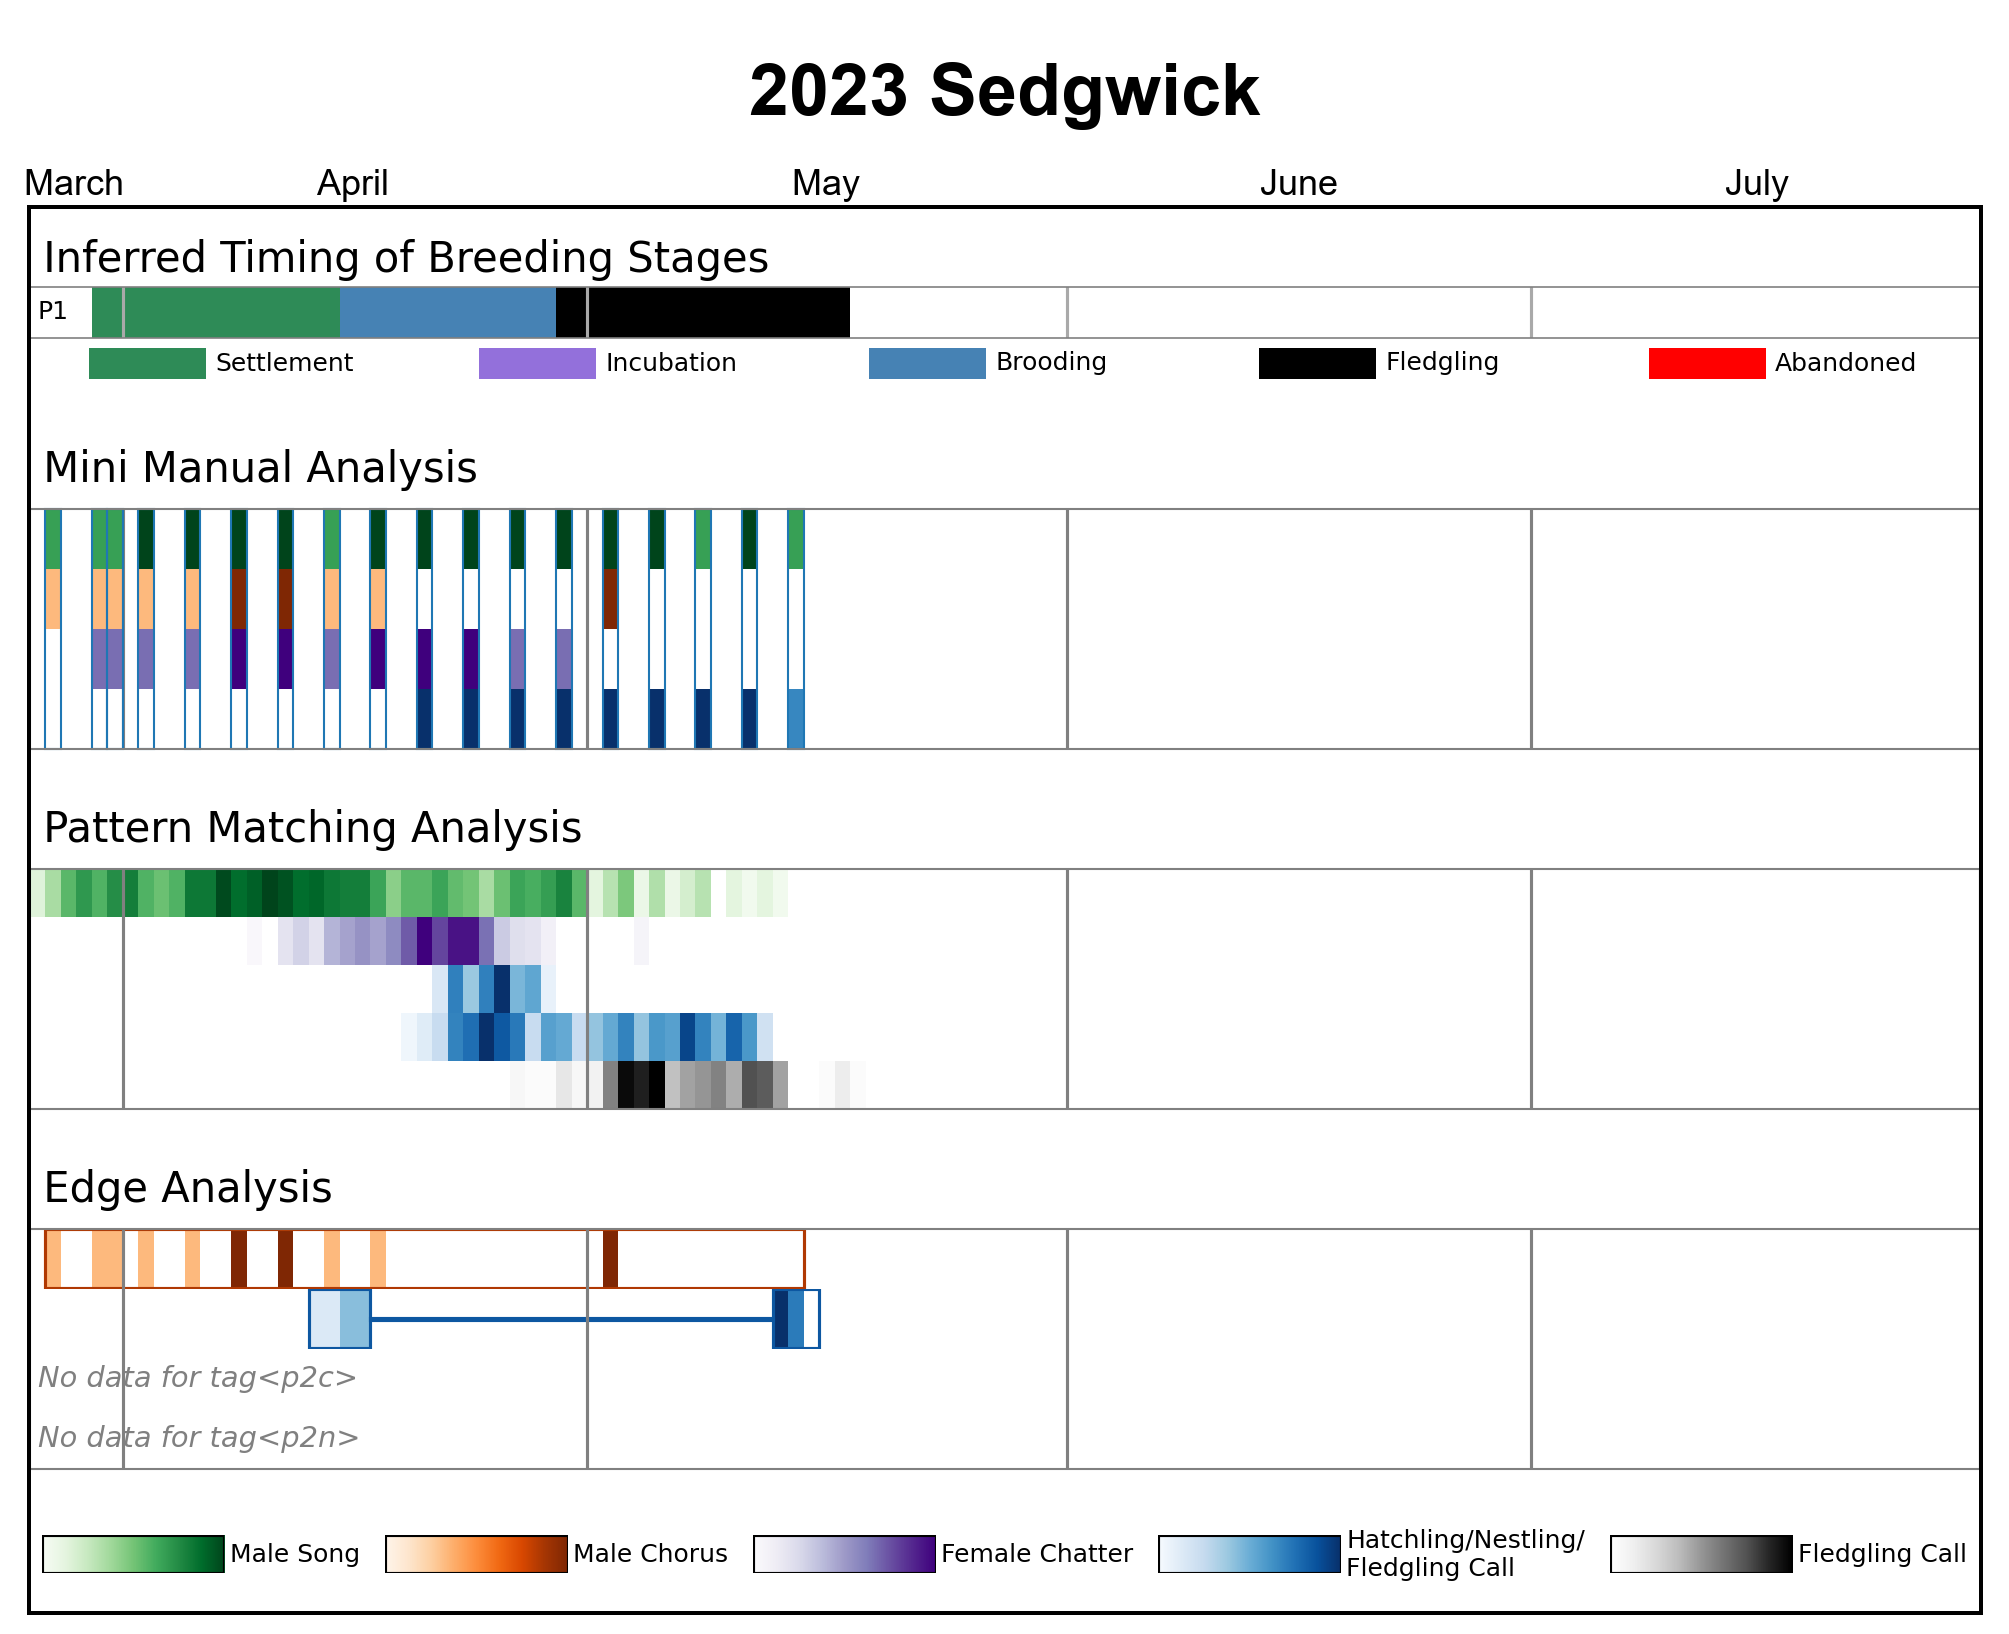 2023 Sedgwick
March April May June July
Inferred Timing of Breeding Stages
P1
Settlement Incubation Brooding Fledgling Abandoned
Mini Manual Analysis
Pattern Matching Analysis
Edge Analysis
No data for tag<p2c>
No data for tag<p2n>
Male Song Male Chorus Female Chatter Hatchling/Nestling/
Fledgling Call Fledgling Call